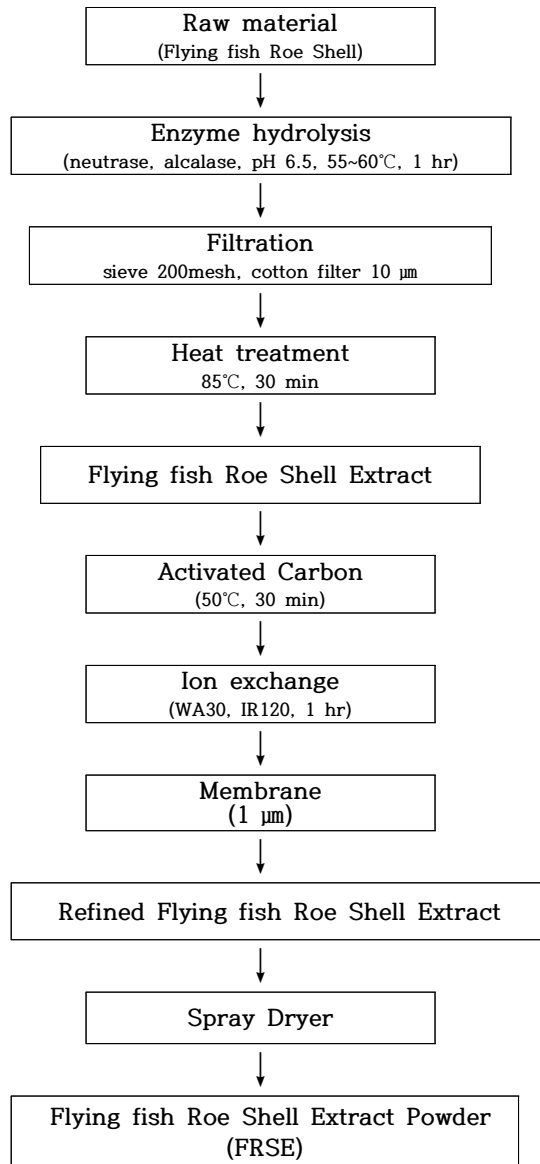 Raw material
(Flying fish Roe Shell)
Enzyme hydrolysis
(neutrase, alcalase, pH 6.5, 55~60℃, 1 hr)
Filtration
sieve 200mesh, cotton filter 10 ㎛
Heat treatment
85℃, 30 min
Flying fish Roe Shell Extract
Activated Carbon
(50℃, 30 min)
Ion exchange
(WA30, IR120, 1 hr)
Membrane
(1 ㎛)
Refined Flying fish Roe Shell Extract
Spray Dryer
Flying fish Roe Shell Extract Powder
(FRSE)